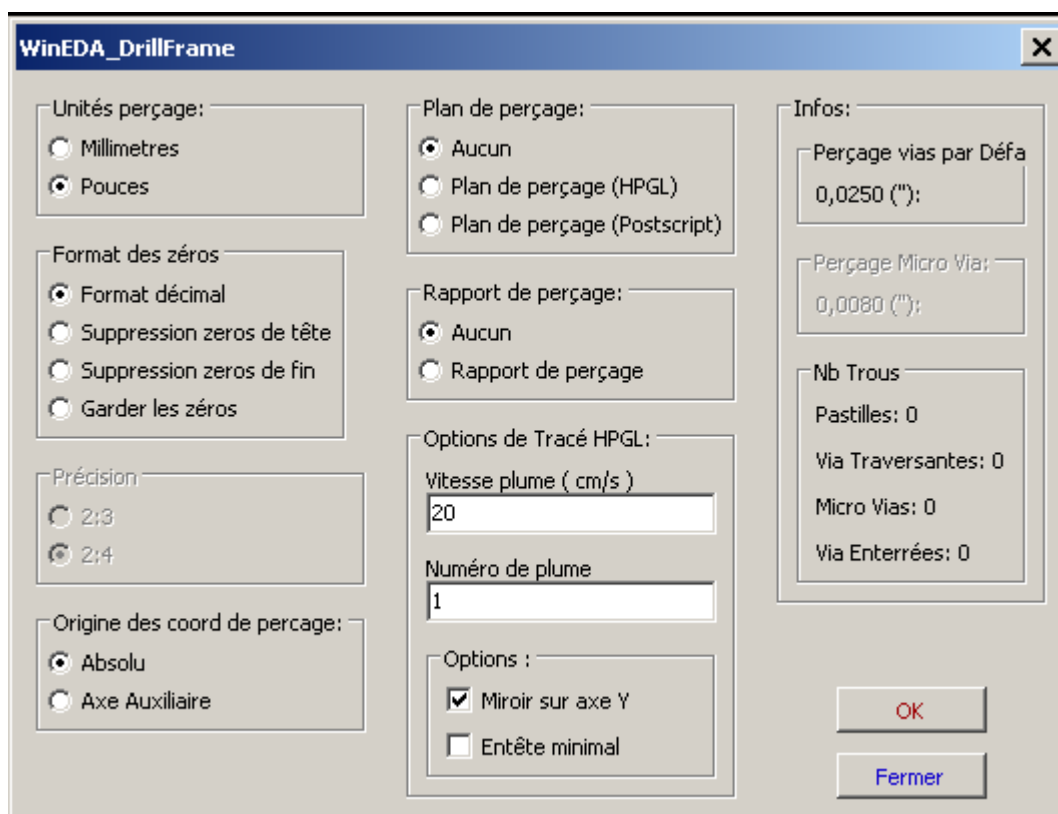 WinEDA_DrillFrame
Unités perçage:
Millimetres
Pouces
Format des zéros
Format décimal
Suppression zeros de tête
Suppression zeros de fin
Garder les zéros
Précision
2:3
2:4
Origine des coord de percage:
Absolu
Axe Auxiliaire
Plan de perçage:
Aucun
Plan de perçage (HPGL)
Plan de perçage (Postscript)
Rapport de perçage:
Aucun
Rapport de perçage
Options de Tracé HPGL:
Vitesse plume ( cm/s )
20
Numéro de plume
1
Options :
Miroir sur axe Y
Entête minimal
Infos:
Perçage vias par Défa
0,0250 ("):
Perçage Micro Via:
0,0080 ("):
Nb Trous
Pastilles: 0
Via Traversantes: 0
Micro Vias: 0
Via Enterrées: 0
OK
Fermer